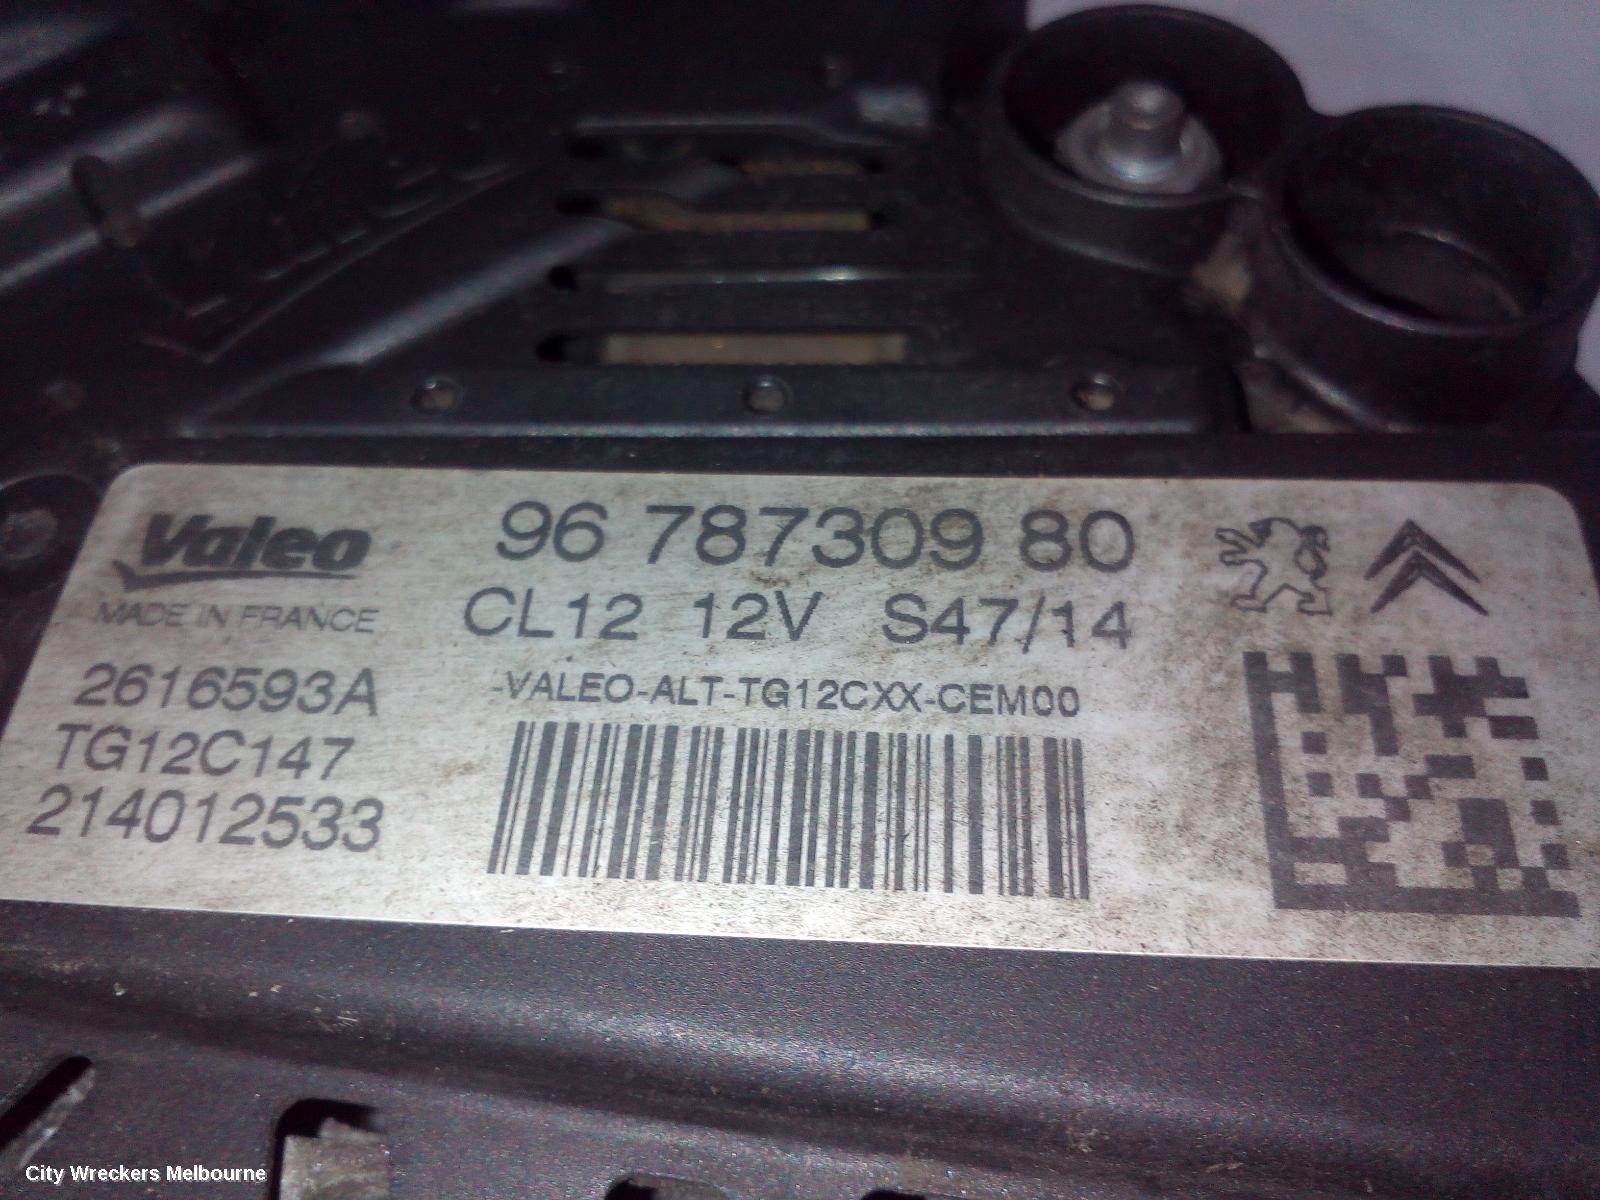 Valeo
MADE IN FRANCE
2616593A
TG12C147
214012533
96 787309 80
CL12 12V S47/14
-VALEO-ALT-TG12CXX-CEM00
City Wreckers Melbourne